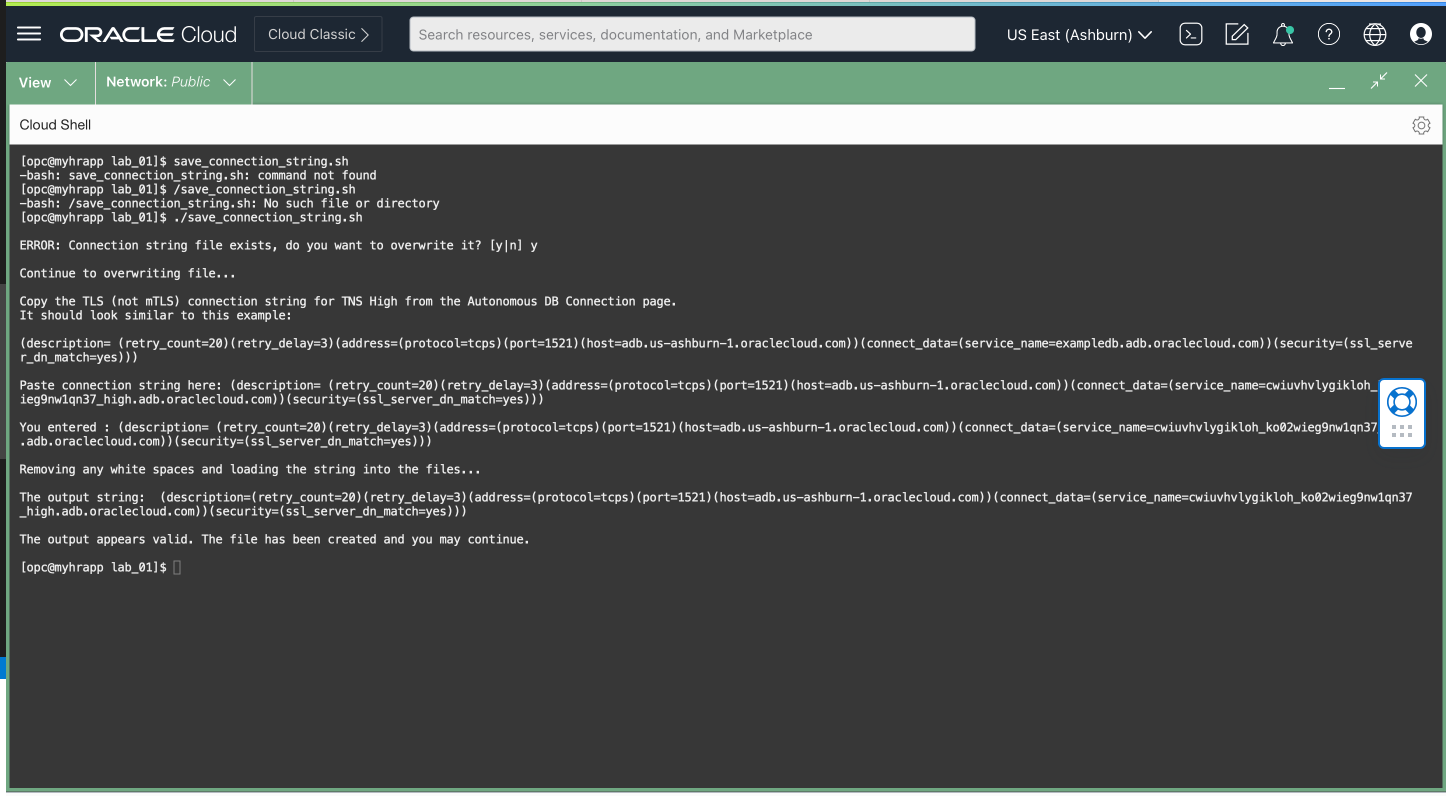 ORACLE Cloud
Cloud Classic
Search resources, services, documentation, and Marketplace
US East (Ashburn)
View
Network: Public
Cloud Shell
[opc@myhrapp lab_01]$ save_connection_string.sh
-bash: save_connection_string.sh: command not found
[opc@myhrapp lab_01]$ /save_connection_string.sh
-bash: /save_connection_string.sh: No such file or directory
[opc@myhrapp lab_01]$ ./save_connection_string.sh
ERROR: Connection string file exists, do you want to overwrite it? [y|n] y
Continue to overwriting file...
Copy the TLS (not mTLS) connection string for TNS High from the Autonomous DB Connection page.
It should look similar to this example:
(description= (retry_count=20)(retry_delay=3)(address=(protocol=tcps)(port=1521)(host=adb.us-ashburn-1.oraclecloud.com))(connect_data=(service_name=exampledb.adb.oraclecloud.com))(security=(ssl_serve
r_dn_match=yes)))
Paste connection string here: (description= (retry_count=20)(retry_delay=3)(address=(protocol=tcps)(port=1521)(host=adb.us-ashburn-1.oraclecloud.com))(connect_data=(service_name=cwiuvhvlygikloh_
ieg9nw1qn37_high.adb.oraclecloud.com))(security=(ssl_server_dn_match=yes)))
You entered : (description= (retry_count=20)(retry_delay=3)(address=(protocol=tcps)(port=1521)(host=adb.us-ashburn-1.oraclecloud.com))(connect_data=(service_name=cwiuvhvlygikloh_ko02wieg9nw1qn37
.adb.oraclecloud.com))(security=(ssl_server_dn_match=yes)))
Removing any white spaces and loading the string into the files...
The output string:  (description=(retry_count=20)(retry_delay=3)(address=(protocol=tcps)(port=1521)(host=adb.us-ashburn-1.oraclecloud.com))(connect_data=(service_name=cwiuvhvlygikloh_ko02wieg9nw1qn37
_high.adb.oraclecloud.com))(security=(ssl_server_dn_match=yes)))
The output appears valid. The file has been created and you may continue.
[opc@myhrapp lab_01]$